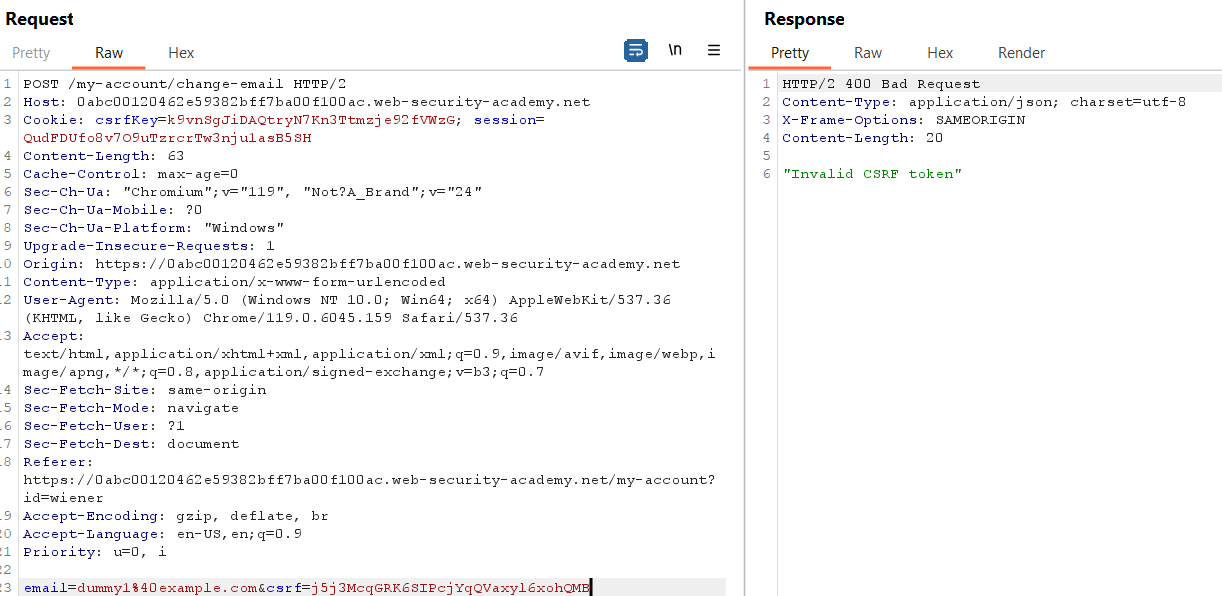 Request
Pretty Raw Hex
\n
1 POST /my-account/change-email HTTP/2
2 Host: 0abc00120462e59382bff7ba00f100ac.web-security-academy.net
3 Cookie: csrfKey=k9vnSgJiDAQtryN7Kn3Ttmzje92fVWzG; session=
QudFDUfo8v7O9uTzrcrTw3nju1asB5SH
4 Content-Length: 63
5 Cache-Control: max-age=0
6 Sec-Ch-Ua: "Chromium";v="119", "Not?A_Brand";v="24"
7 Sec-Ch-Ua-Mobile: ?0
8 Sec-Ch-Ua-Platform: "Windows"
9 Upgrade-Insecure-Requests: 1
10 Origin: https://0abc00120462e59382bff7ba00f100ac.web-security-academy.net
11 Content-Type: application/x-www-form-urlencoded
12 User-Agent: Mozilla/5.0 (Windows NT 10.0; Win64; x64) AppleWebKit/537.36
(KHTML, like Gecko) Chrome/119.0.6045.159 Safari/537.36
13 Accept:
text/html,application/xhtml+xml,application/xml;q=0.9,image/avif,image/webp,i
mage/apng,*/*;q=0.8,application/signed-exchange;v=b3;q=0.7
14 Sec-Fetch-Site: same-origin
15 Sec-Fetch-Mode: navigate
16 Sec-Fetch-User: ?1
17 Sec-Fetch-Dest: document
18 Referer:
https://0abc00120462e59382bff7ba00f100ac.web-security-academy.net/my-account?
id=wiener
19 Accept-Encoding: gzip, deflate, br
20 Accept-Language: en-US,en;q=0.9
21 Priority: u=0, i
22
23 email=dummy1%40example.com&csrf=j5j3McqGRK6SIPcjYqQVaxyl6xohQMB
Response
Pretty Raw Hex Render
1 HTTP/2 400 Bad Request
2 Content-Type: application/json; charset=utf-8
3 X-Frame-Options: SAMEORIGIN
4 Content-Length: 20
5
6 "Invalid CSRF token"